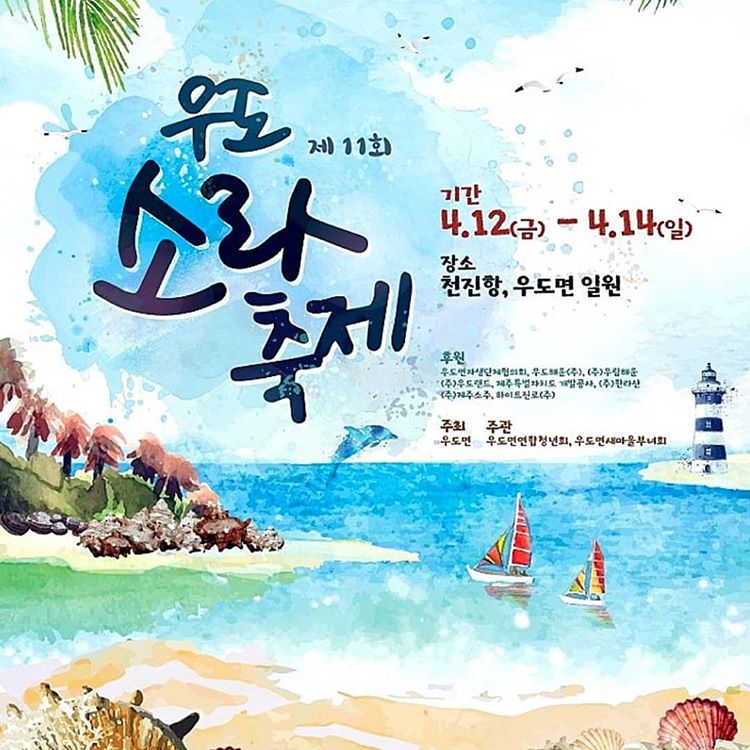 우도
제 11회
소라
축제
기간
4.12(금) - 4.14(일)
장소
천진항, 우도면 일원
후원
우도면자생단체협의회, 우도해운(주), (주)우림해운
(주)우도랜드, 제주특별자치도 개발공사, (주)한라산
(주)제주소주, 하이트진로(주)
주최 주관
우도면 우도면연합청년회, 우도면새마을부녀회